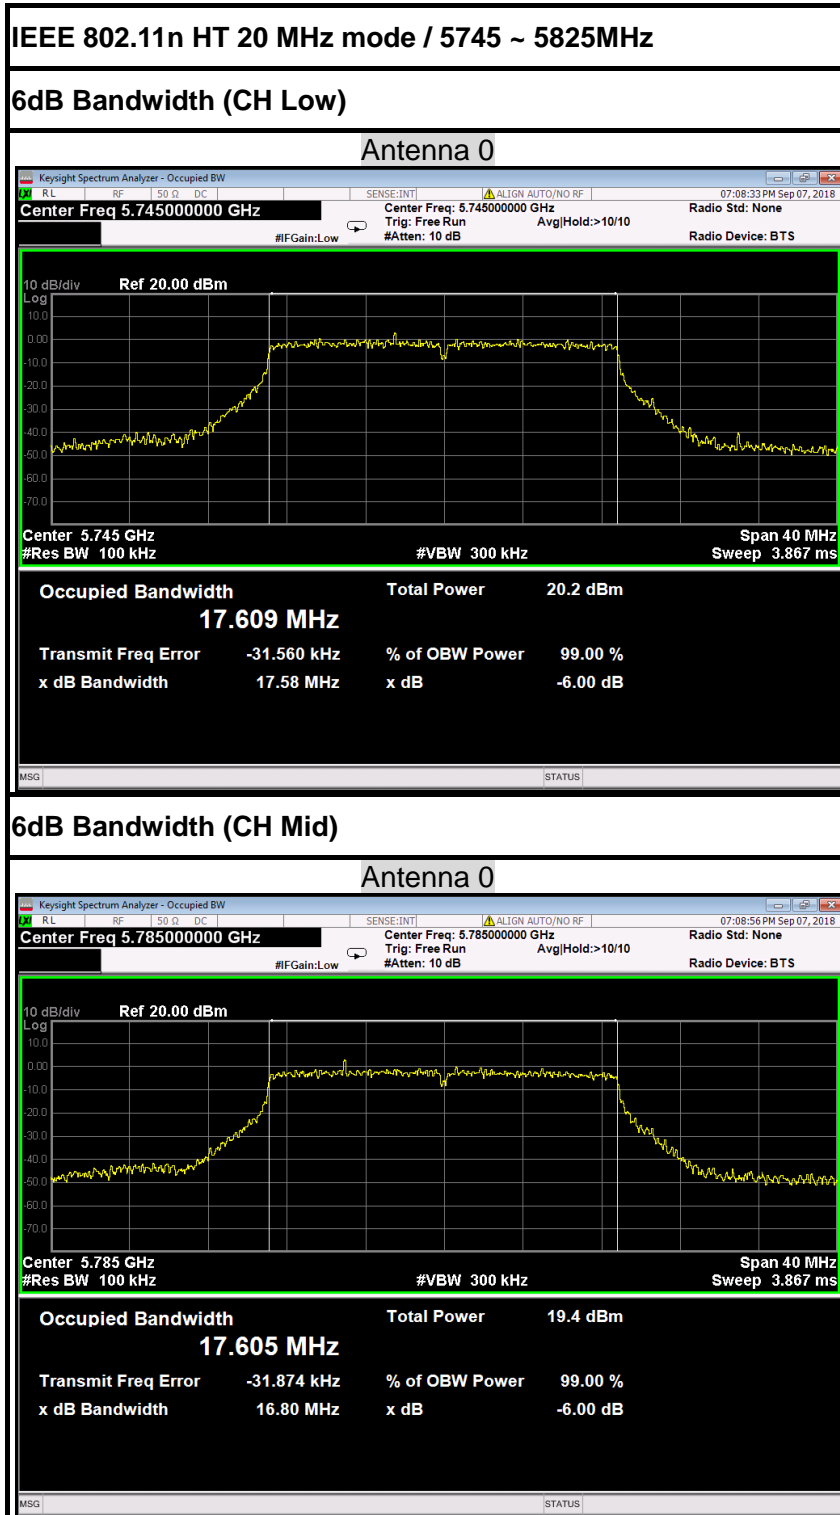 IEEE 802.11n HT 20 MHz mode / 5745 ~ 5825MHz
6dB Bandwidth (CH Low)
Antenna 0
Keysight Spectrum Analyzer - Occupied BW
LXI RL RF 50 Ω DC SENSE:INT ALIGN AUTO/NO RF 07:08:33 PM Sep 07, 2018
Center Freq 5.745000000 GHz Center Freq: 5.745000000 GHz Radio Std: None
Trig: Free Run Avg|Hold:>10/10
#IFGain:Low #Atten: 10 dB Radio Device: BTS
10 dB/div Ref 20.00 dBm
Log
10.0
0.00
-10.0
-20.0
-30.0
-40.0
-50.0
-60.0
-70.0
Center 5.745 GHz Span 40 MHz
#Res BW 100 kHz #VBW 300 kHz Sweep 3.867 ms
Occupied Bandwidth Total Power 20.2 dBm
17.609 MHz
Transmit Freq Error -31.560 kHz % of OBW Power 99.00 %
x dB Bandwidth 17.58 MHz x dB -6.00 dB
MSG STATUS
6dB Bandwidth (CH Mid)
Antenna 0
Keysight Spectrum Analyzer - Occupied BW
LXI RL RF 50 Ω DC SENSE:INT ALIGN AUTO/NO RF 07:08:56 PM Sep 07, 2018
Center Freq 5.785000000 GHz Center Freq: 5.785000000 GHz Radio Std: None
Trig: Free Run Avg|Hold:>10/10
#IFGain:Low #Atten: 10 dB Radio Device: BTS
10 dB/div Ref 20.00 dBm
Log
10.0
0.00
-10.0
-20.0
-30.0
-40.0
-50.0
-60.0
-70.0
Center 5.785 GHz Span 40 MHz
#Res BW 100 kHz #VBW 300 kHz Sweep 3.867 ms
Occupied Bandwidth Total Power 19.4 dBm
17.605 MHz
Transmit Freq Error -31.874 kHz % of OBW Power 99.00 %
x dB Bandwidth 16.80 MHz x dB -6.00 dB
MSG STATUS